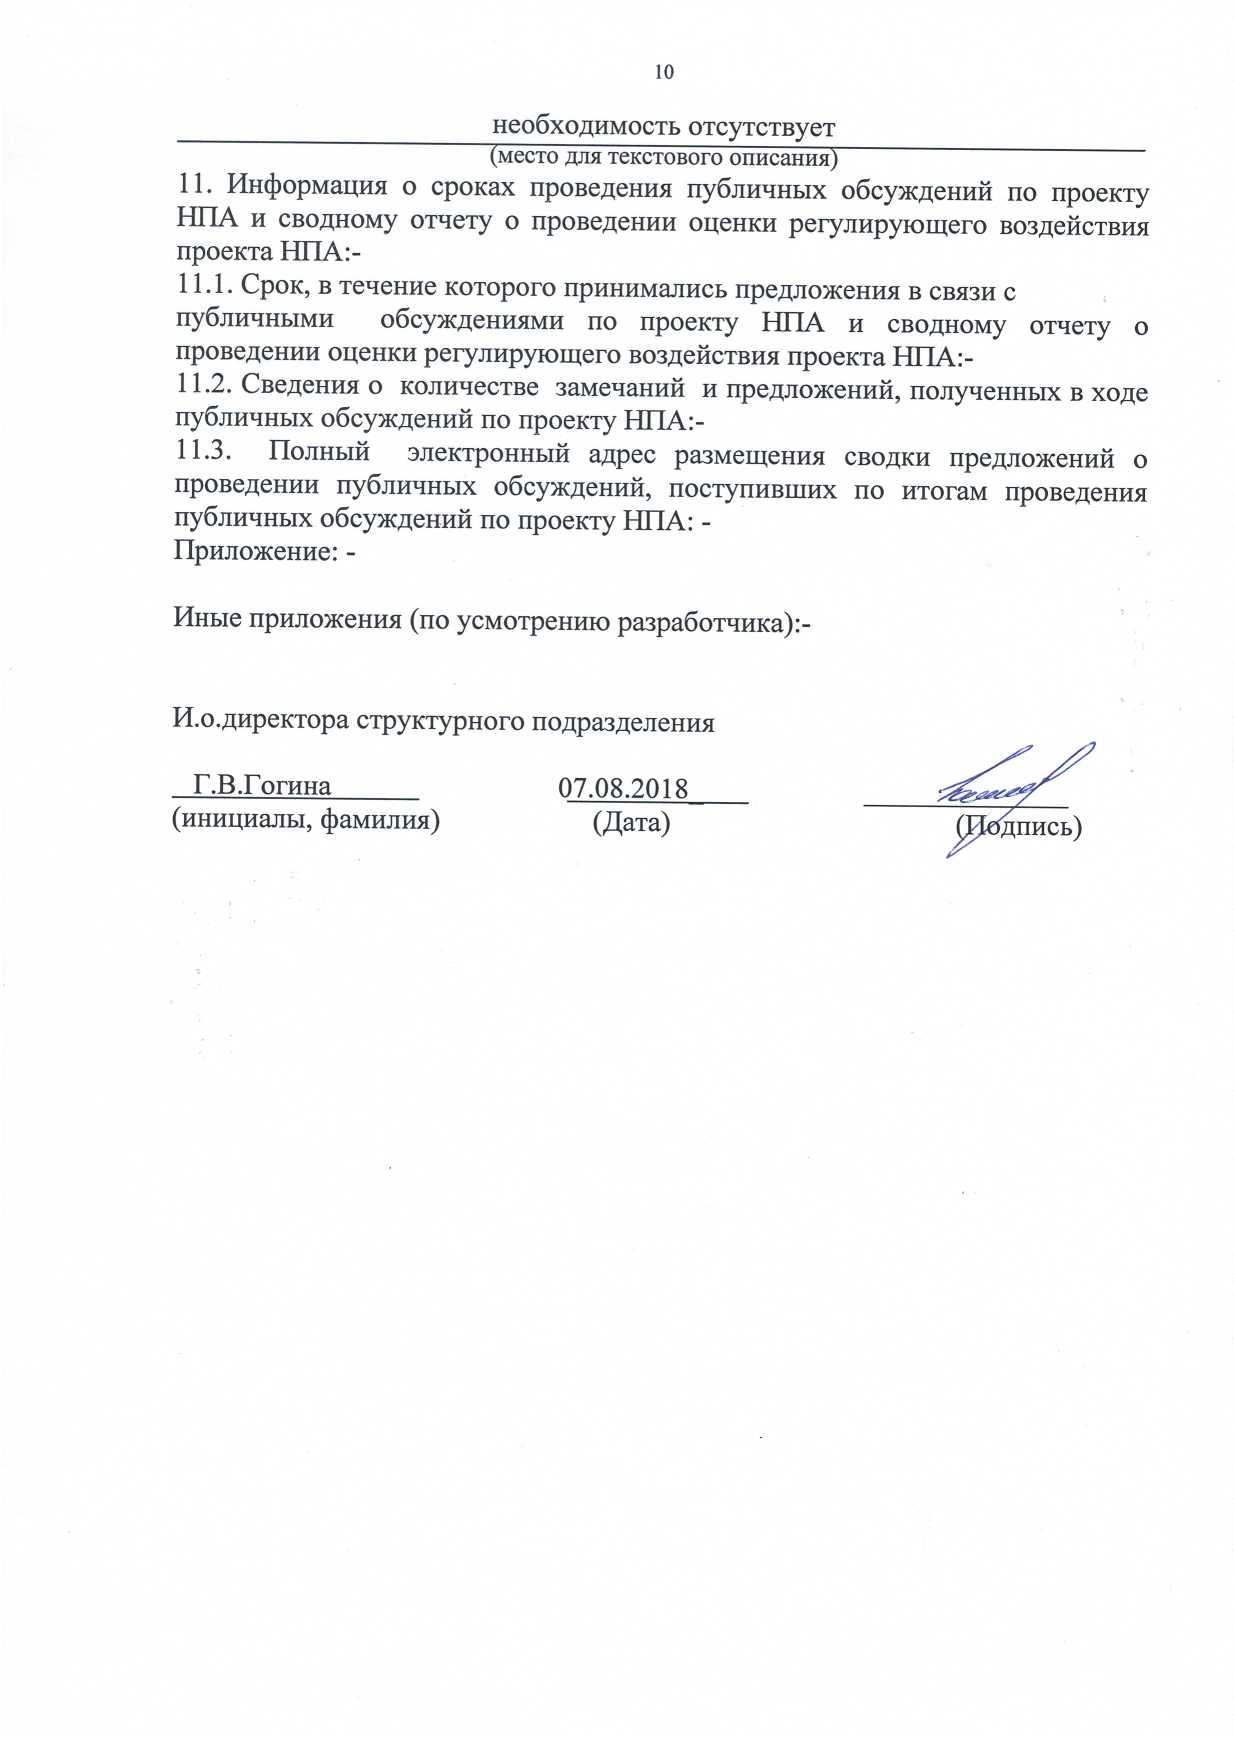 10
необходимость отсутствует
(место для текстового описания)
11. Информация о сроках проведения публичных обсуждений по проекту
НПА и сводному отчету о проведении оценки регулирующего воздействия
проекта НПА:-
11.1. Срок, в течение которого принимались предложения в связи с
публичными обсуждениями по проекту НПА и сводному отчету о
проведении оценки регулирующего воздействия проекта НПА:-
11.2. Сведения о количестве замечаний и предложений, полученных в ходе
публичных обсуждений по проекту НПА:-
11.3. Полный электронный адрес размещения сводки предложений о
проведении публичных обсуждений, поступивших по итогам проведения
публичных обсуждений по проекту НПА: -
Приложение: -
Иные приложения (по усмотрению разработчика):-
И.о.директора структурного подразделения
Г.В.Гогина 07.08.2018
(инициалы, фамилия) (Дата) (Подпись)